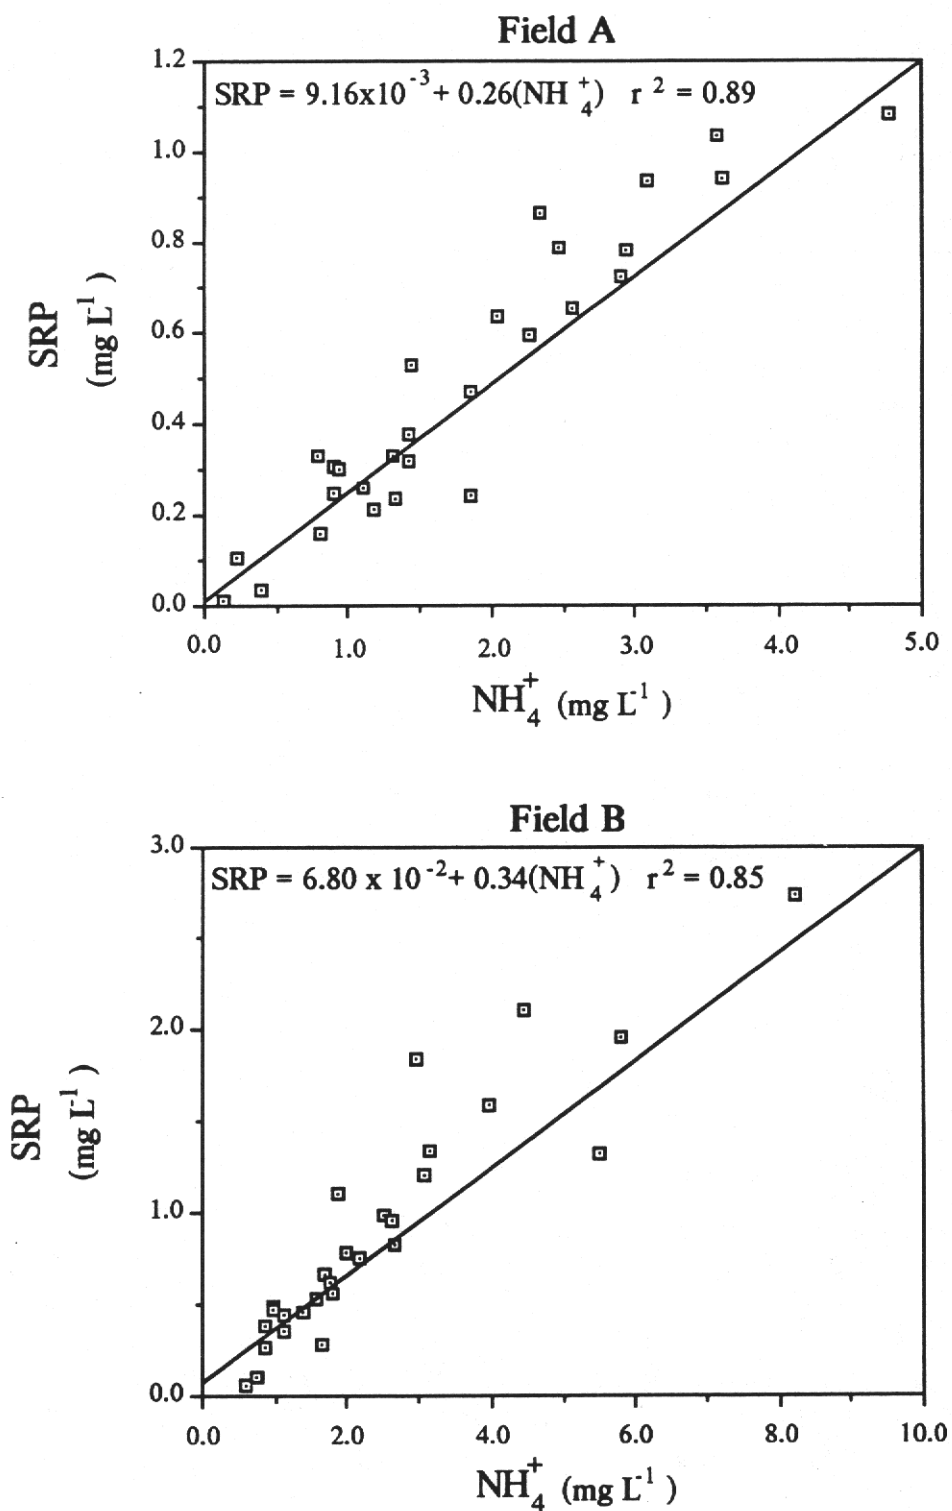 Field A
SRP = 9.16x10⁻³ + 0.26(NH₄⁺) r² = 0.89
1.2
1.0
0.8
0.6
0.4
0.2
0.0
SRP
(mg L⁻¹)
0.0 1.0 2.0 3.0 4.0 5.0
NH₄⁺ (mg L⁻¹)
Field B
SRP = 6.80 x 10⁻² + 0.34(NH₄⁺) r² = 0.85
3.0
2.0
1.0
0.0
SRP
(mg L⁻¹)
0.0 2.0 4.0 6.0 8.0 10.0
NH₄⁺ (mg L⁻¹)